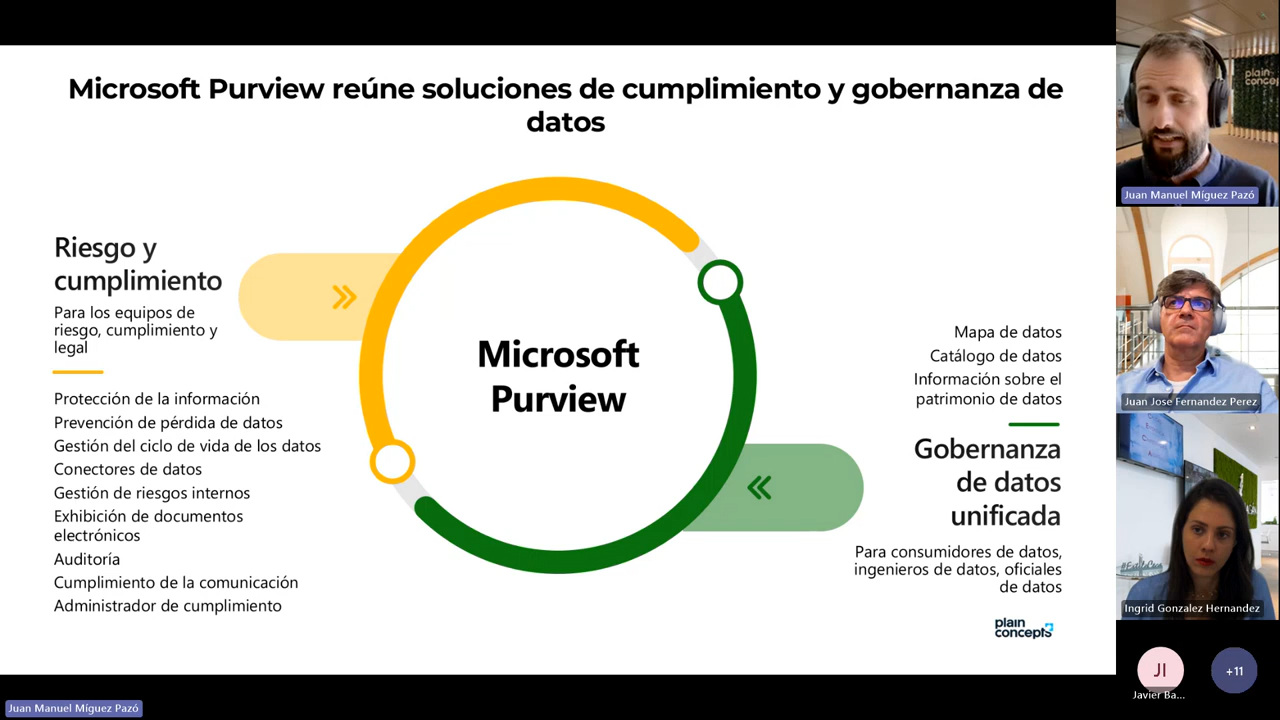 Microsoft Purview reúne soluciones de cumplimiento y gobernanza de
datos
Riesgo y
cumplimiento
Para los equipos de
riesgo, cumplimiento y
legal
Protección de la información
Prevención de pérdida de datos
Gestión del ciclo de vida de los datos
Conectores de datos
Gestión de riesgos internos
Exhibición de documentos
electrónicos
Auditoría
Cumplimiento de la comunicación
Administrador de cumplimiento
Microsoft
Purview
Mapa de datos
Catálogo de datos
Información sobre el
patrimonio de datos
Gobernanza
de datos
unificada
Para consumidores de datos,
ingenieros de datos, oficiales
de datos
plain
concepts
plain
concept
Juan Manuel Míguez Pazó
Juan Jose Fernandez Perez
Ingrid Gonzalez Hernandez
JI
Javier Ba...
+11
Juan Manuel Míguez Pazó